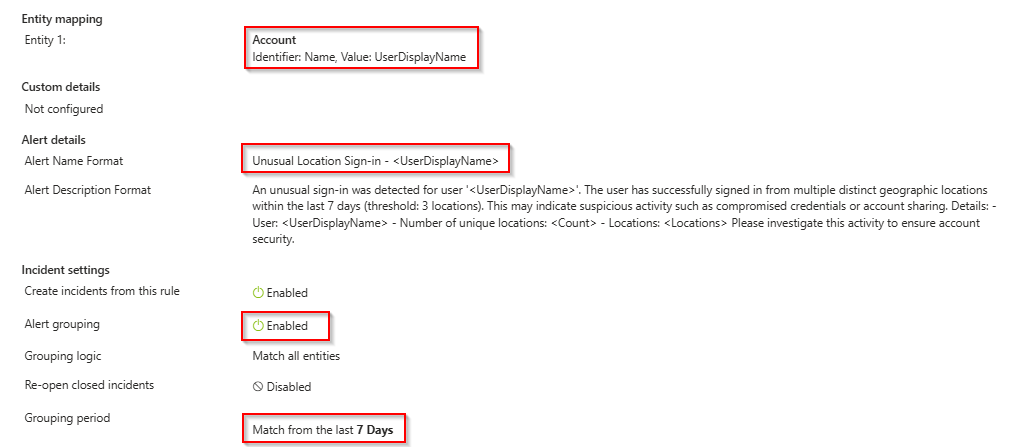 Entity mapping
Entity 1:
Account
Identifier: Name, Value: UserDisplayName
Custom details
Not configured
Alert details
Alert Name Format
Unusual Location Sign-in - <UserDisplayName>
Alert Description Format
An unusual sign-in was detected for user '<UserDisplayName>'. The user has successfully signed in from multiple distinct geographic locations
within the last 7 days (threshold: 3 locations). This may indicate suspicious activity such as compromised credentials or account sharing. Details: -
User: <UserDisplayName> - Number of unique locations: <Count> - Locations: <Locations> Please investigate this activity to ensure account
security.
Incident settings
Create incidents from this rule
Enabled
Alert grouping
Enabled
Grouping logic
Match all entities
Re-open closed incidents
Disabled
Grouping period
Match from the last 7 Days